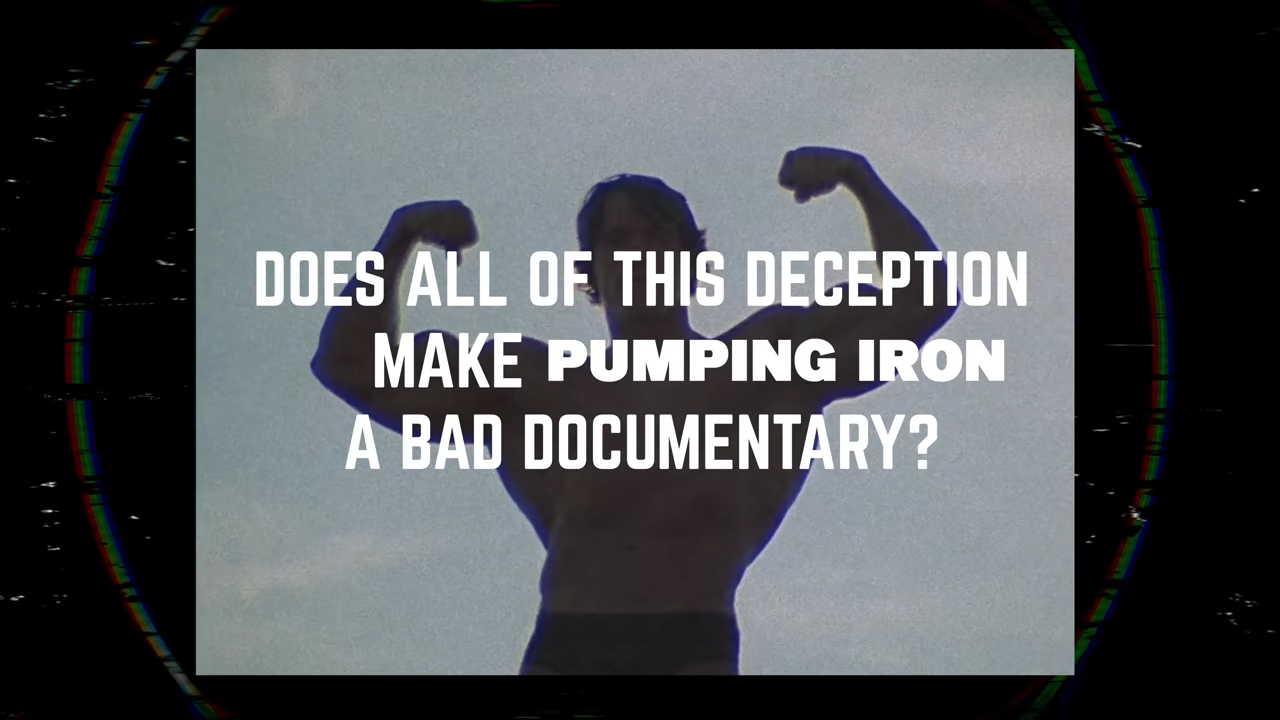 DOES ALL OF THIS DECEPTION
MAKE PUMPING IRON
A BAD DOCUMENTARY?